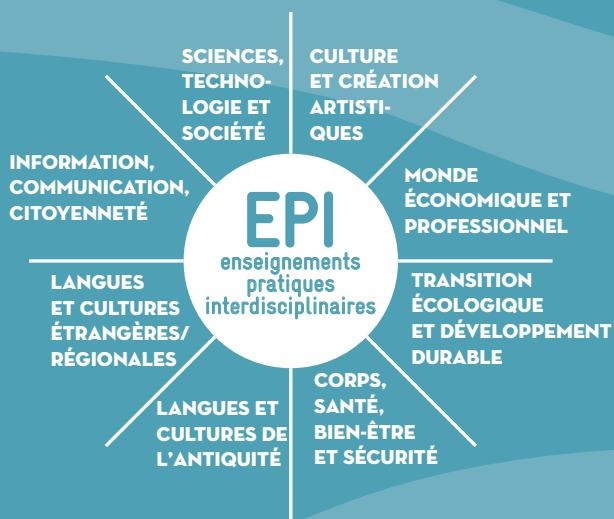 SCIENCES,
TECHNO-
LOGIE ET
SOCIÉTÉ
CULTURE
ET CRÉATION
ARTISTI-
QUES
INFORMATION,
COMMUNICATION,
CITOYENNETÉ
MONDE
ÉCONOMIQUE ET
PROFESSIONNEL
EPI
enseignements
pratiques
interdisciplinaires
LANGUES
ET CULTURES
ÉTRANGÈRES/
RÉGIONALES
TRANSITION
ÉCOLOGIQUE
ET DÉVELOPPEMENT
DURABLE
LANGUES ET
CULTURES DE
L'ANTIQUITÉ
CORPS,
SANTÉ,
BIEN-ÊTRE
ET SÉCURITÉ